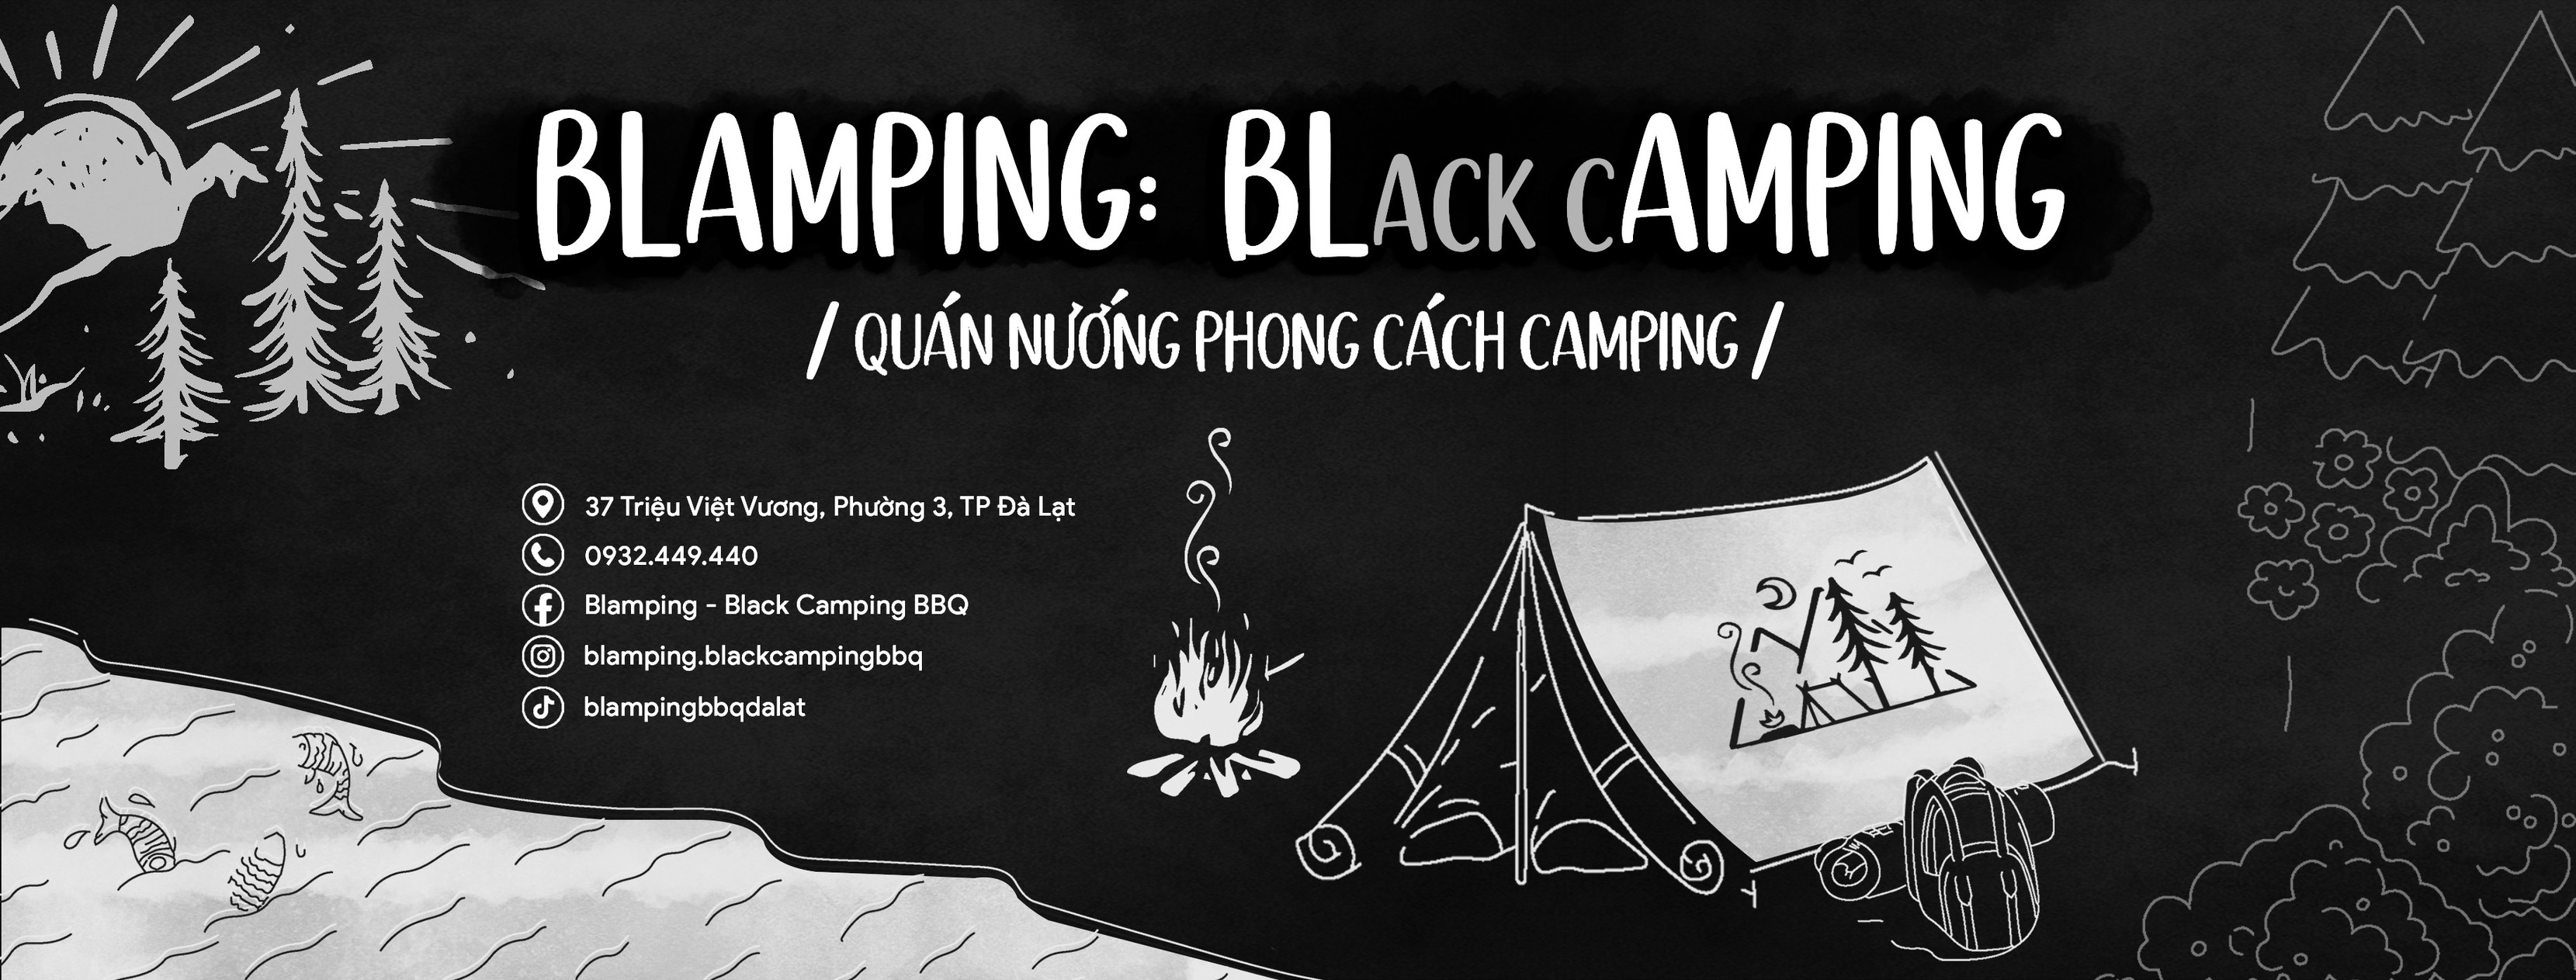 BLAMPING: BLACK CAMPING
/ QUÁN NƯỚNG PHONG CÁCH CAMPING /
37 Triệu Việt Vương, Phường 3, TP Đà Lạt
0932.449.440
Blamping - Black Camping BBQ
blamping.blackcampingbbq
blampingbbqdalat